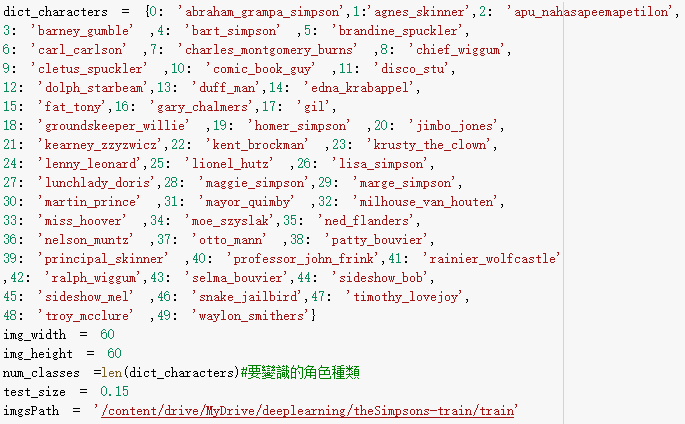 dict_characters = {0: 'abraham_grampa_simpson',1:'agnes_skinner',2: 'apu_nahasapeemapetilon',
3: 'barney_gumble' ,4: 'bart_simpson' ,5: 'brandine_spuckler',
6: 'carl_carlson' ,7: 'charles_montgomery_burns' ,8: 'chief_wiggum',
9: 'cletus_spuckler' ,10: 'comic_book_guy' ,11: 'disco_stu',
12: 'dolph_starbeam',13: 'duff_man',14: 'edna_krabappel',
15: 'fat_tony',16: 'gary_chalmers',17: 'gil',
18: 'groundskeeper_willie' ,19: 'homer_simpson' ,20: 'jimbo_jones',
21: 'kearney_zzyzwicz',22: 'kent_brockman' ,23: 'krusty_the_clown',
24: 'lenny_leonard',25: 'lionel_hutz' ,26: 'lisa_simpson',
27: 'lunchlady_doris',28: 'maggie_simpson',29: 'marge_simpson',
30: 'martin_prince' ,31: 'mayor_quimby' ,32: 'milhouse_van_houten',
33: 'miss_hoover' ,34: 'moe_szyslak',35: 'ned_flanders',
36: 'nelson_muntz' ,37: 'otto_mann' ,38: 'patty_bouvier',
39: 'principal_skinner' ,40: 'professor_john_frink',41: 'rainier_wolfcastle'
,42: 'ralph_wiggum',43: 'selma_bouvier',44: 'sideshow_bob',
45: 'sideshow_mel' ,46: 'snake_jailbird',47: 'timothy_lovejoy',
48: 'troy_mcclure' ,49: 'waylon_smithers'}
img_width = 60
img_height = 60
num_classes =len(dict_characters)#要變識的角色種類
test_size = 0.15
imgsPath = '/content/drive/MyDrive/deeplearning/theSimpsons-train/train'